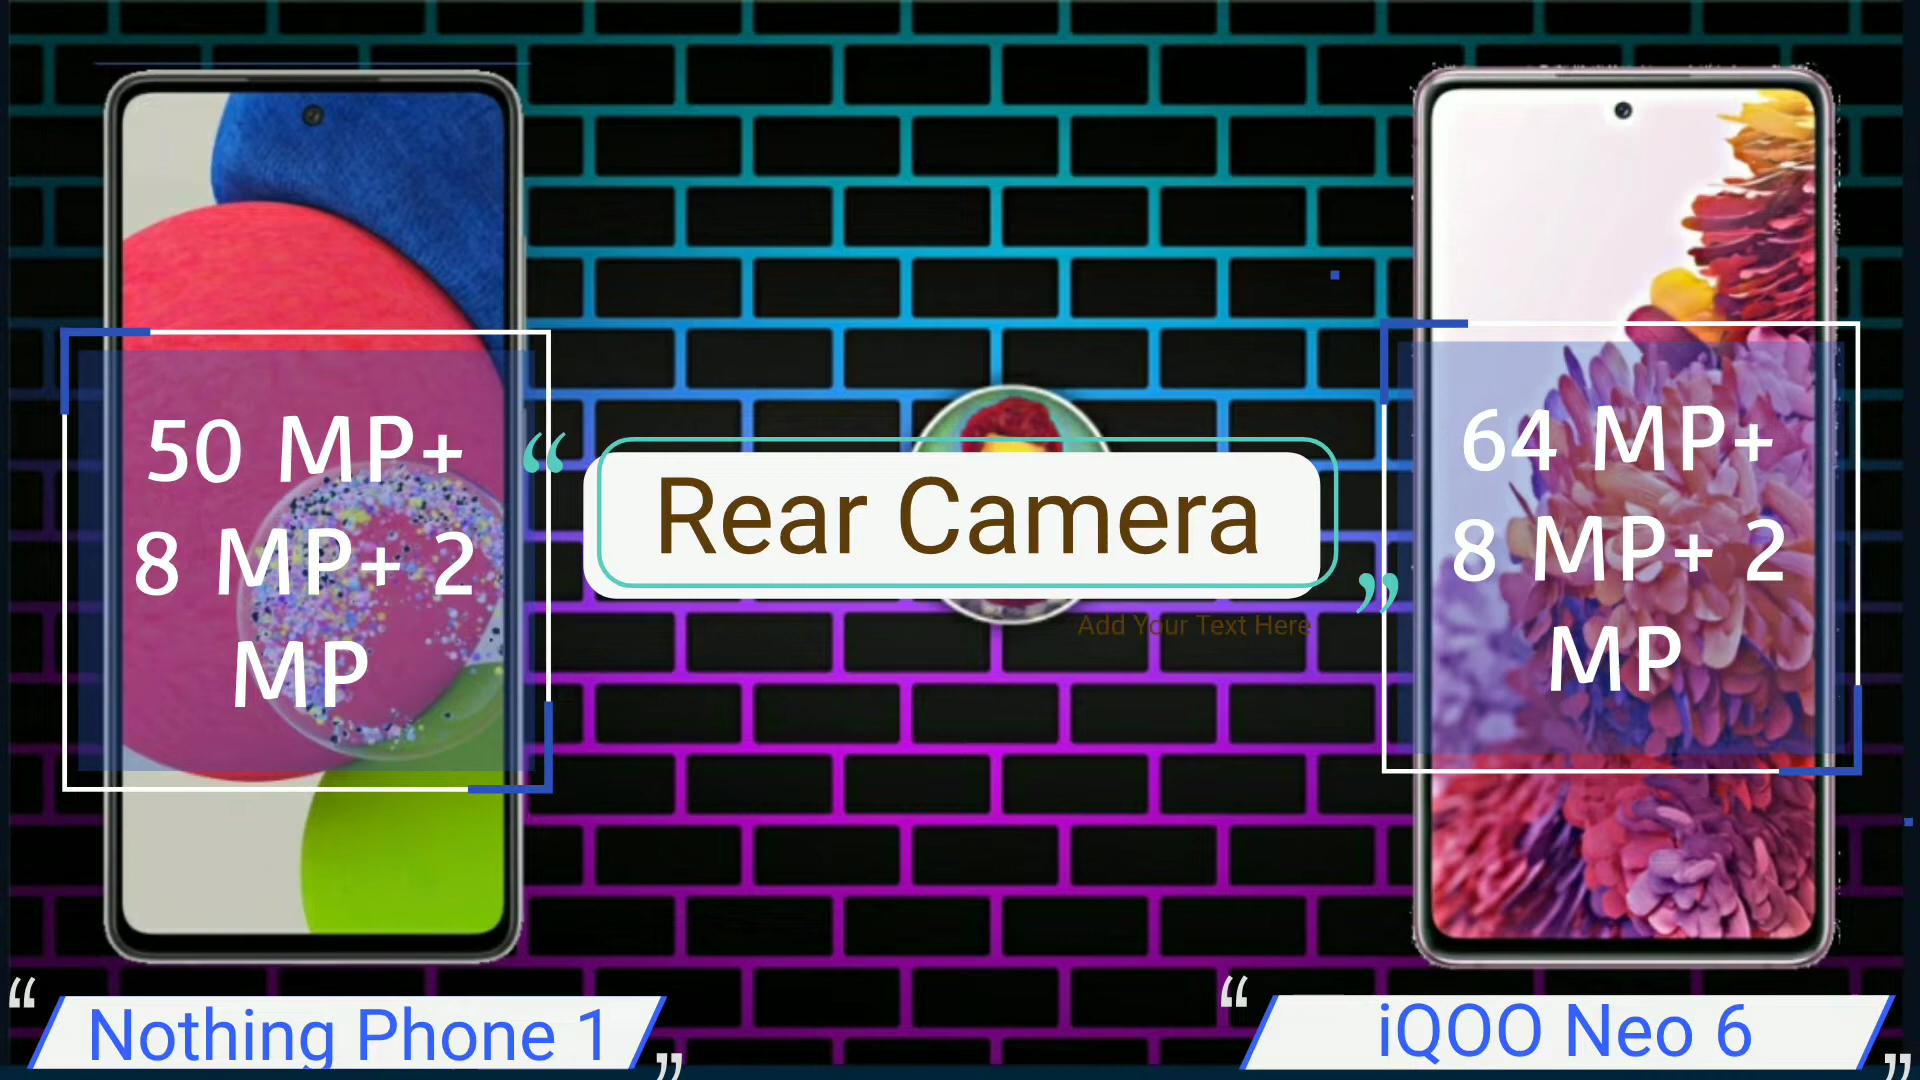 50 MP+
8 MP+ 2
MP
“ Rear Camera ”
Add Your Text Here
64 MP+
8 MP+ 2
MP
“ Nothing Phone 1 ”
“ iQOO Neo 6 ”